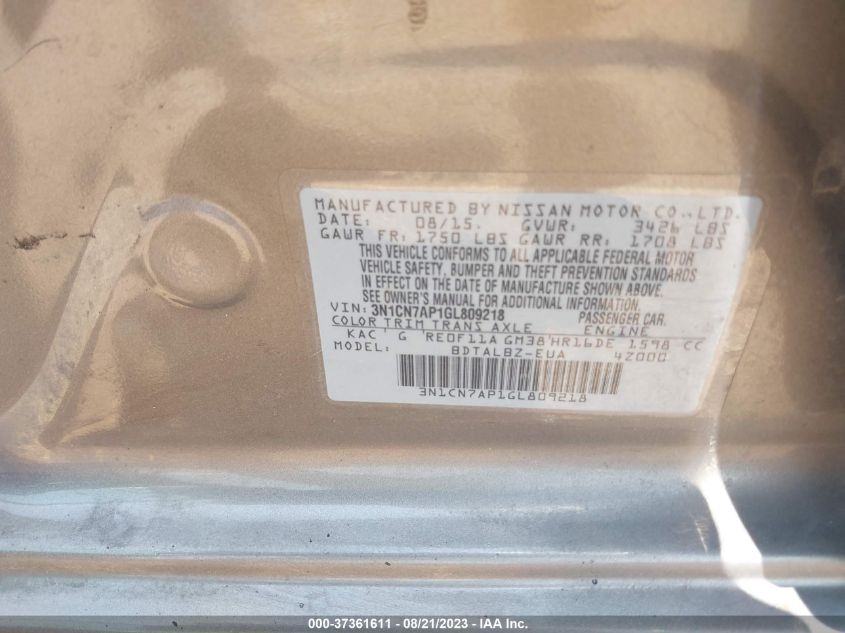 MANUFACTURED BY NISSAN MOTOR CO.,LTD.
DATE: 08/15. GVWR: 3426 LBS
GAWR FR: 1750 LBS GAWR RR: 1708 LBS
THIS VEHICLE CONFORMS TO ALL APPLICABLE FEDERAL MOTOR
VEHICLE SAFETY, BUMPER AND THEFT PREVENTION STANDARDS
IN EFFECT ON THE DATE OF MANUFACTURE SHOWN ABOVE.
SEE OWNER'S MANUAL FOR ADDITIONAL INFORMATION.
VIN: 3N1CN7AP1GL809218 PASSENGER CAR.
COLOR TRIM TRANS AXLE ENGINE
KAC ' G 'RE0F11A GM38'HR16DE 1598 CC
MODEL: BDTALBZ-EUA 4Z000
3N1CN7AP1GL809218
000-37361611 - 08/21/2023 - IAA Inc.